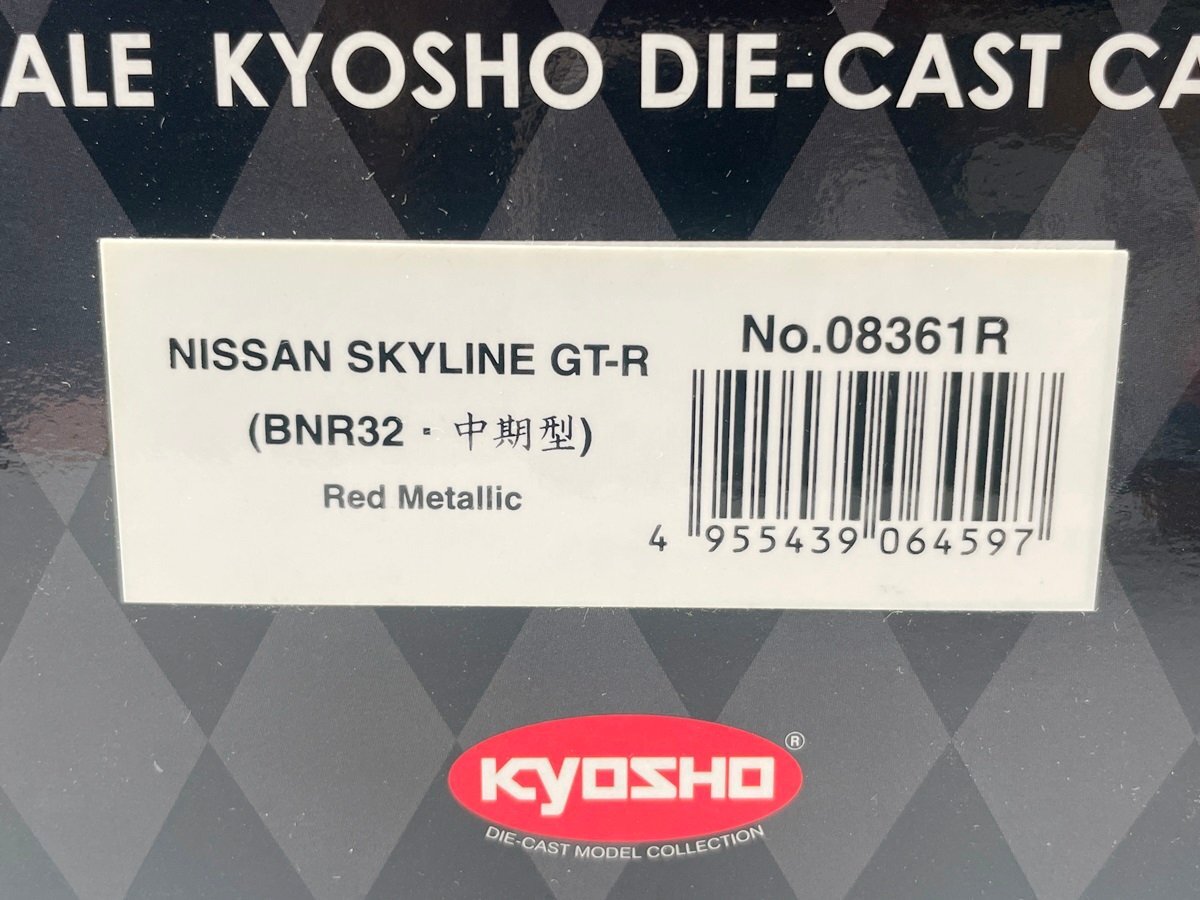 ALE KYOSHO DIE-CAST CA
NISSAN SKYLINE GT-R
(BNR32・中期型)
Red Metallic
No.08361R
4 955439 064597
KYOSHO ®
DIE-CAST MODEL COLLECTION